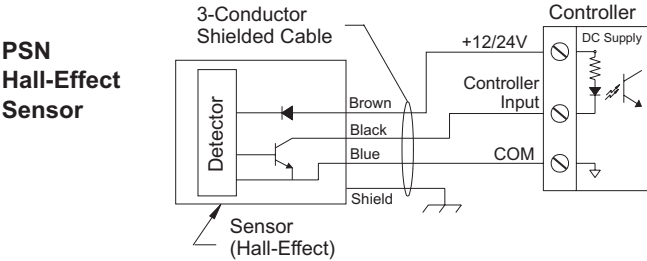 PSN
Hall-Effect
Sensor
3-Conductor
Shielded Cable
Controller
DC Supply
+12/24V
Controller
Input
COM
Detector
Brown
Black
Blue
Shield
Sensor
(Hall-Effect)